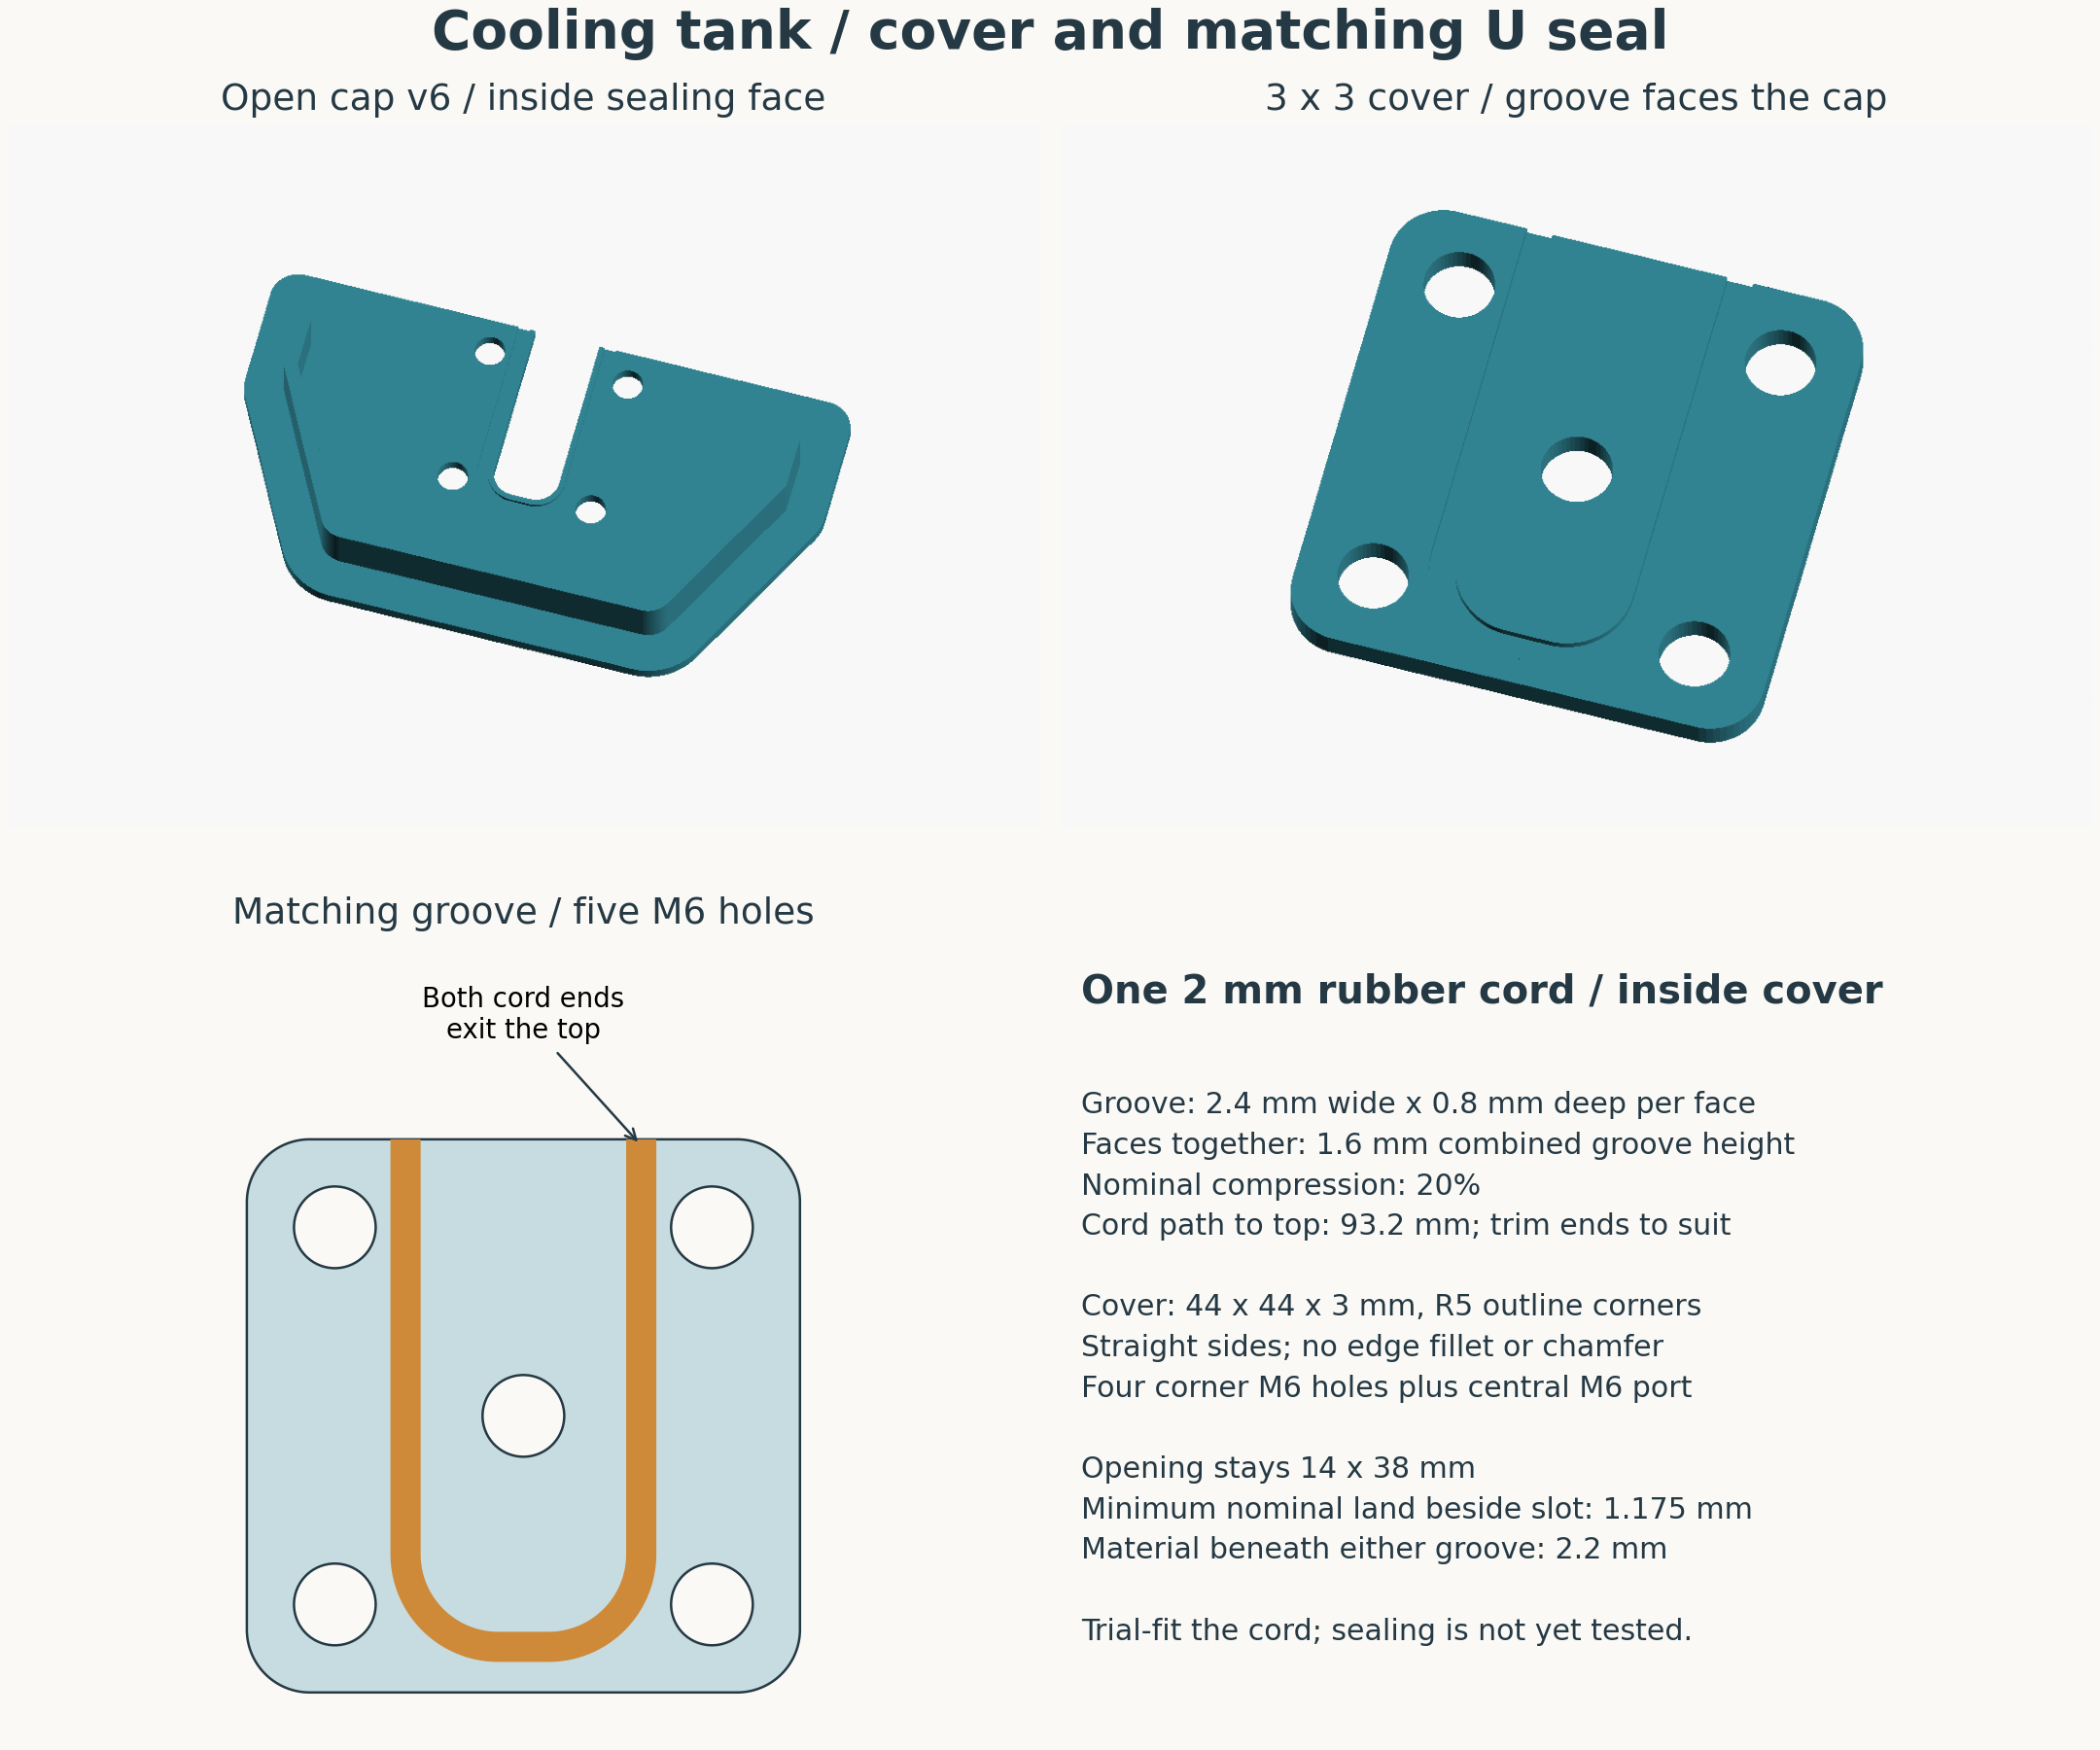 Cooling tank / cover and matching U seal
Open cap v6 / inside sealing face
3 x 3 cover / groove faces the cap
Matching groove / five M6 holes
Both cord ends
exit the top
One 2 mm rubber cord / inside cover
Groove: 2.4 mm wide x 0.8 mm deep per face
Faces together: 1.6 mm combined groove height
Nominal compression: 20%
Cord path to top: 93.2 mm; trim ends to suit
Cover: 44 x 44 x 3 mm, R5 outline corners
Straight sides; no edge fillet or chamfer
Four corner M6 holes plus central M6 port
Opening stays 14 x 38 mm
Minimum nominal land beside slot: 1.175 mm
Material beneath either groove: 2.2 mm
Trial-fit the cord; sealing is not yet tested.